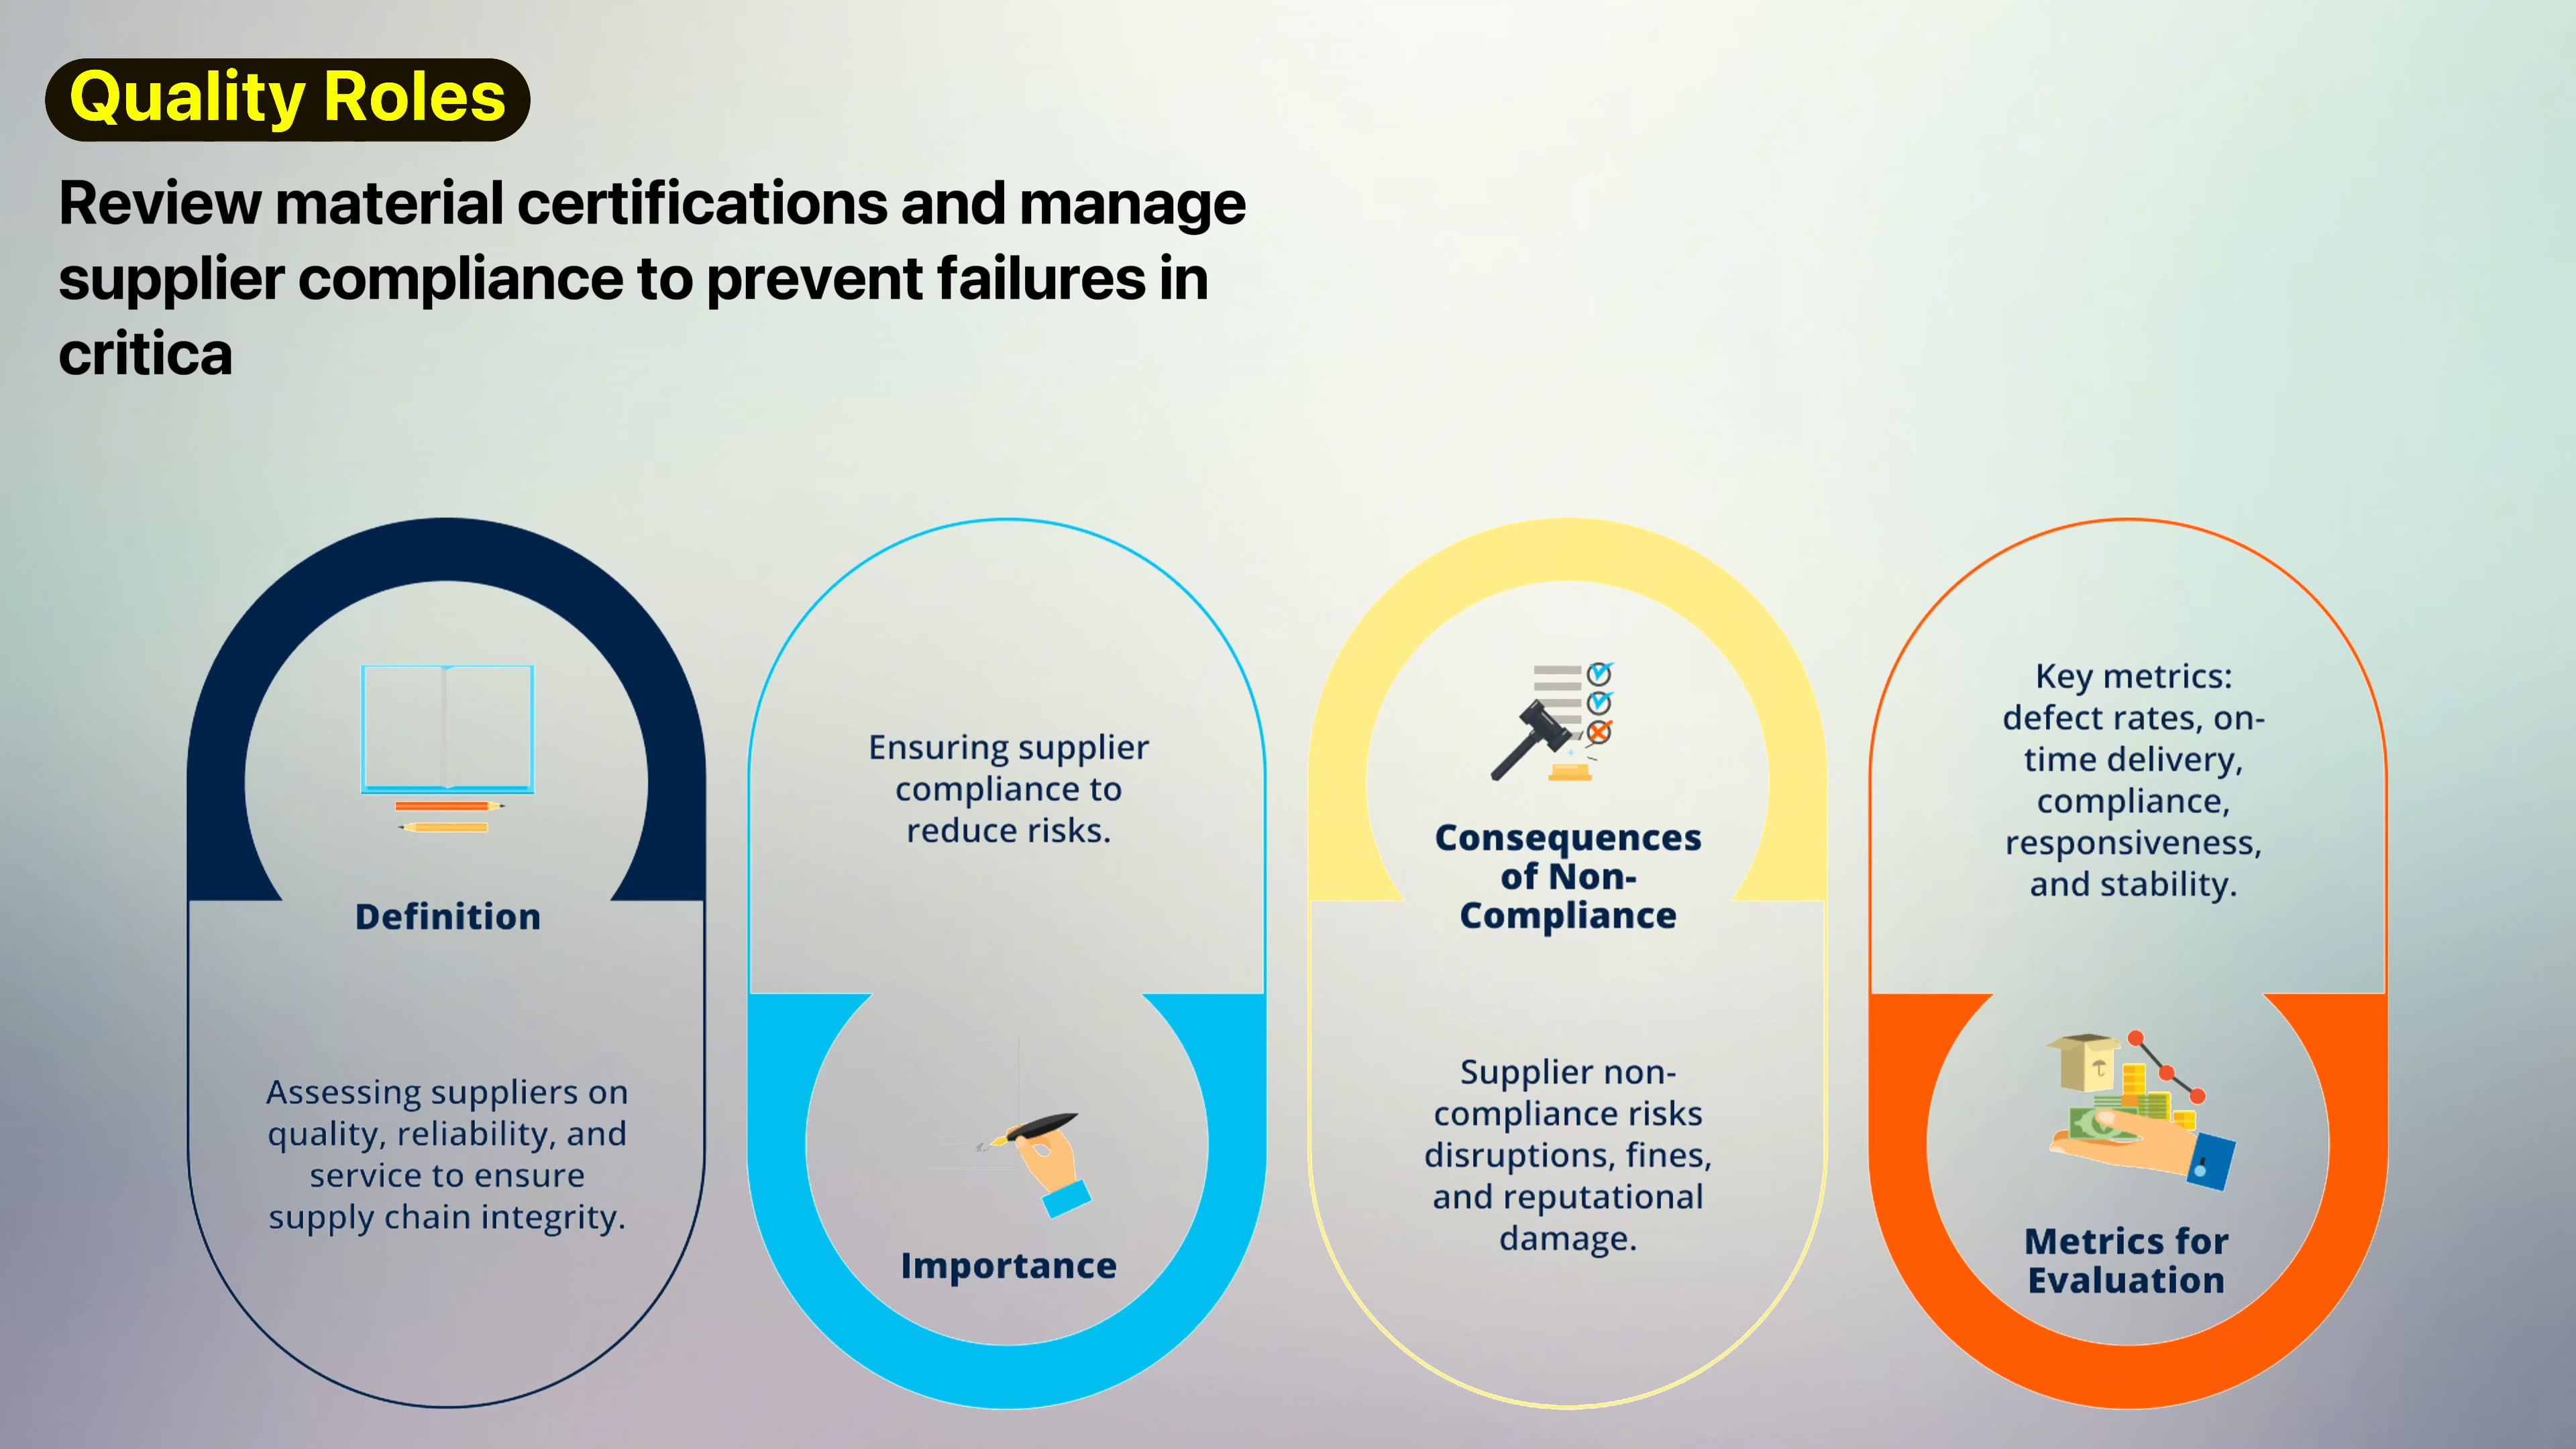 Quality Roles
Review material certifications and manage
supplier compliance to prevent failures in
critica
Definition
Assessing suppliers on
quality, reliability, and
service to ensure
supply chain integrity.
Ensuring supplier
compliance to
reduce risks.
Importance
Consequences
of Non-
Compliance
Supplier non-
compliance risks
disruptions, fines,
and reputational
damage.
Key metrics:
defect rates, on-
time delivery,
compliance,
responsiveness,
and stability.
Metrics for
Evaluation